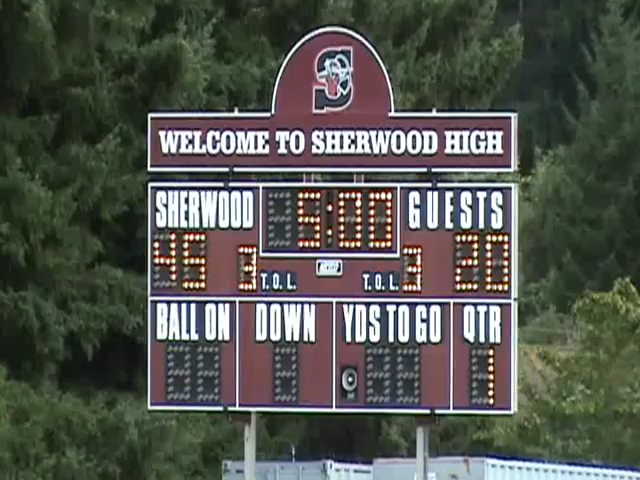 S
WELCOME TO SHERWOOD HIGH
SHERWOOD 5:00 GUESTS
45 3 T.O.L. T.O.L. 3 20
BALL ON DOWN YDS TO GO QTR
1